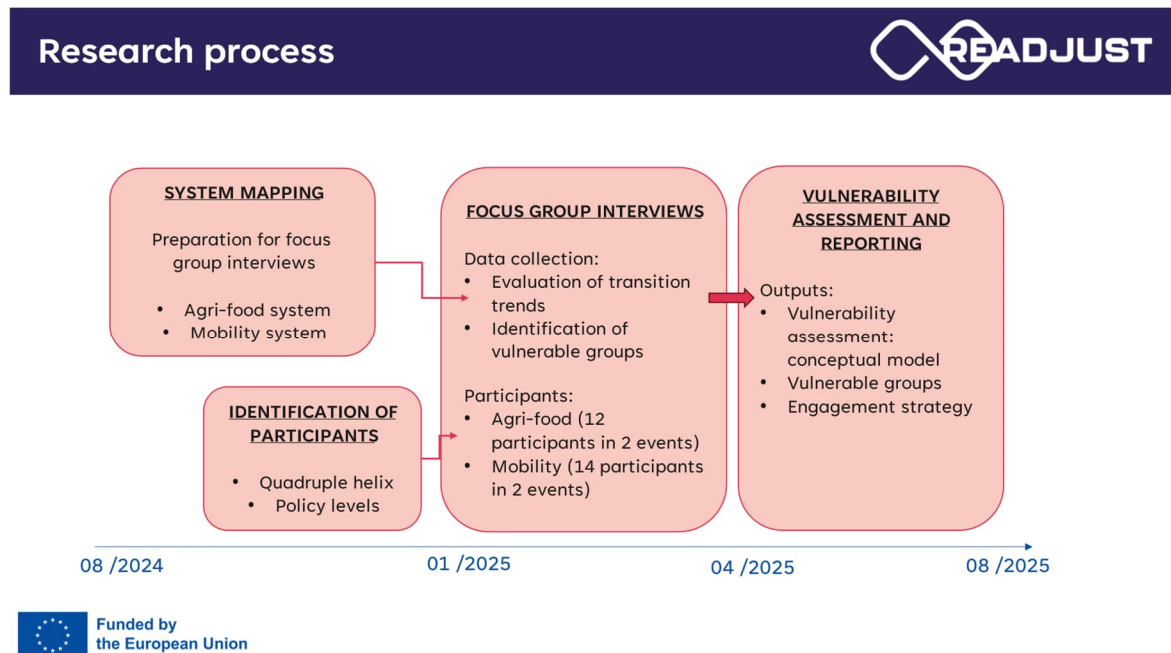 Research process
READJUST
SYSTEM MAPPING
Preparation for focus
group interviews
• Agri-food system
• Mobility system
IDENTIFICATION OF
PARTICIPANTS
• Quadruple helix
• Policy levels
FOCUS GROUP INTERVIEWS
Data collection:
• Evaluation of transition
trends
• Identification of
vulnerable groups
Participants:
• Agri-food (12
participants in 2 events)
• Mobility (14 participants
in 2 events)
VULNERABILITY
ASSESSMENT AND
REPORTING
Outputs:
• Vulnerability
assessment:
conceptual model
• Vulnerable groups
• Engagement strategy
08 /2024
01 /2025
04 /2025
08 /2025
Funded by
the European Union